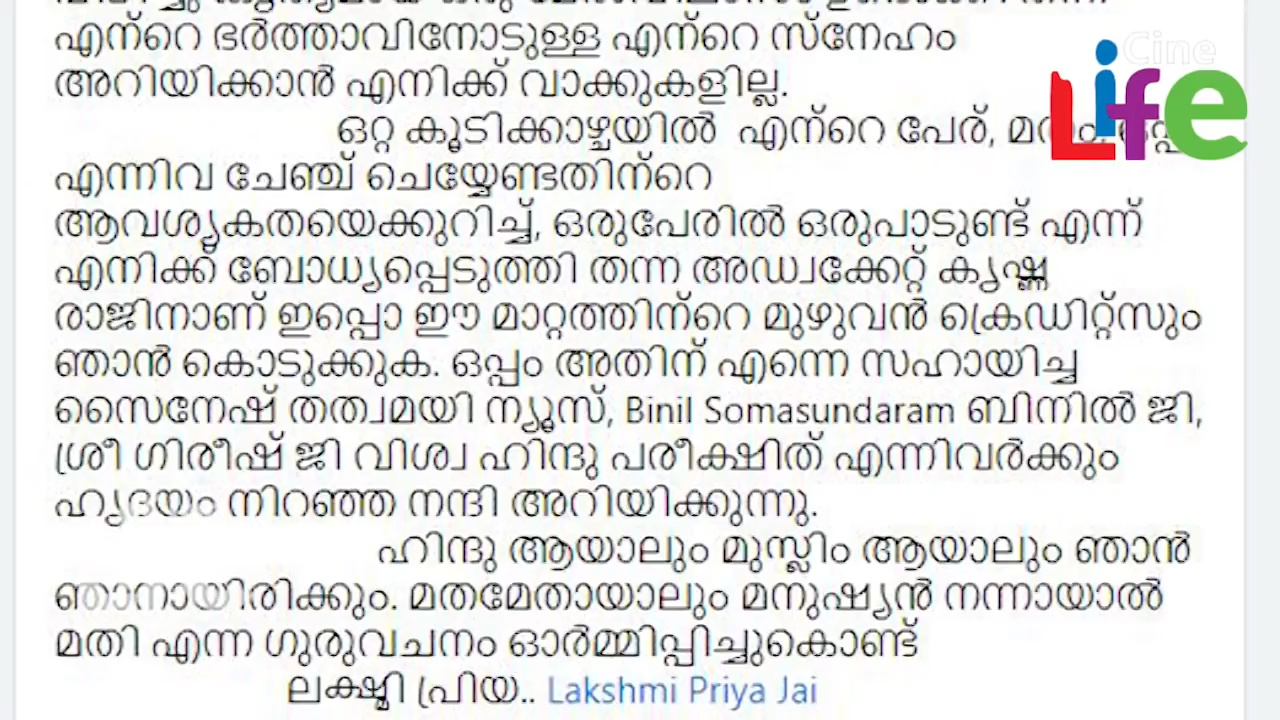 എന്റെ ഭർത്താവിനോടുള്ള എന്റെ സ്നേഹം
അറിയിക്കാൻ എനിക്ക് വാക്കുകളില്ല.
ഒറ്റ കൂടിക്കാഴ്ചയിൽ എന്റെ പേര്, മതം,
എന്നിവ ചേഞ്ച് ചെയ്യേണ്ടതിന്റെ
ആവശ്യകതയെക്കുറിച്ച്, ഒരുപേരിൽ ഒരുപാടുണ്ട് എന്ന്
എനിക്ക് ബോധ്യപ്പെടുത്തി തന്ന അഡ്വക്കേറ്റ് കൃഷ്ണ
രാജിനാണ് ഇപ്പൊ ഈ മാറ്റത്തിന്റെ മുഴുവൻ ക്രെഡിറ്റ്സും
ഞാൻ കൊടുക്കുക. ഒപ്പം അതിന് എന്നെ സഹായിച്ച
സൈനേഷ് തത്വമയി ന്യൂസ്, Binil Somasundaram ബിനിൽ ജി,
ശ്രീ ഗിരീഷ് ജി വിശ്വ ഹിന്ദു പരീക്ഷിത് എന്നിവർക്കും
ഹൃദയം നിറഞ്ഞ നന്ദി അറിയിക്കുന്നു.
ഹിന്ദു ആയാലും മുസ്ലിം ആയാലും ഞാൻ
ഞാനായിരിക്കും. മതമേതായാലും മനുഷ്യൻ നന്നായാൽ
മതി എന്ന ഗുരുവചനം ഓർമ്മിപ്പിച്ചുകൊണ്ട്
ലക്ഷ്മി പ്രിയ.. Lakshmi Priya Jai
Cine
Life